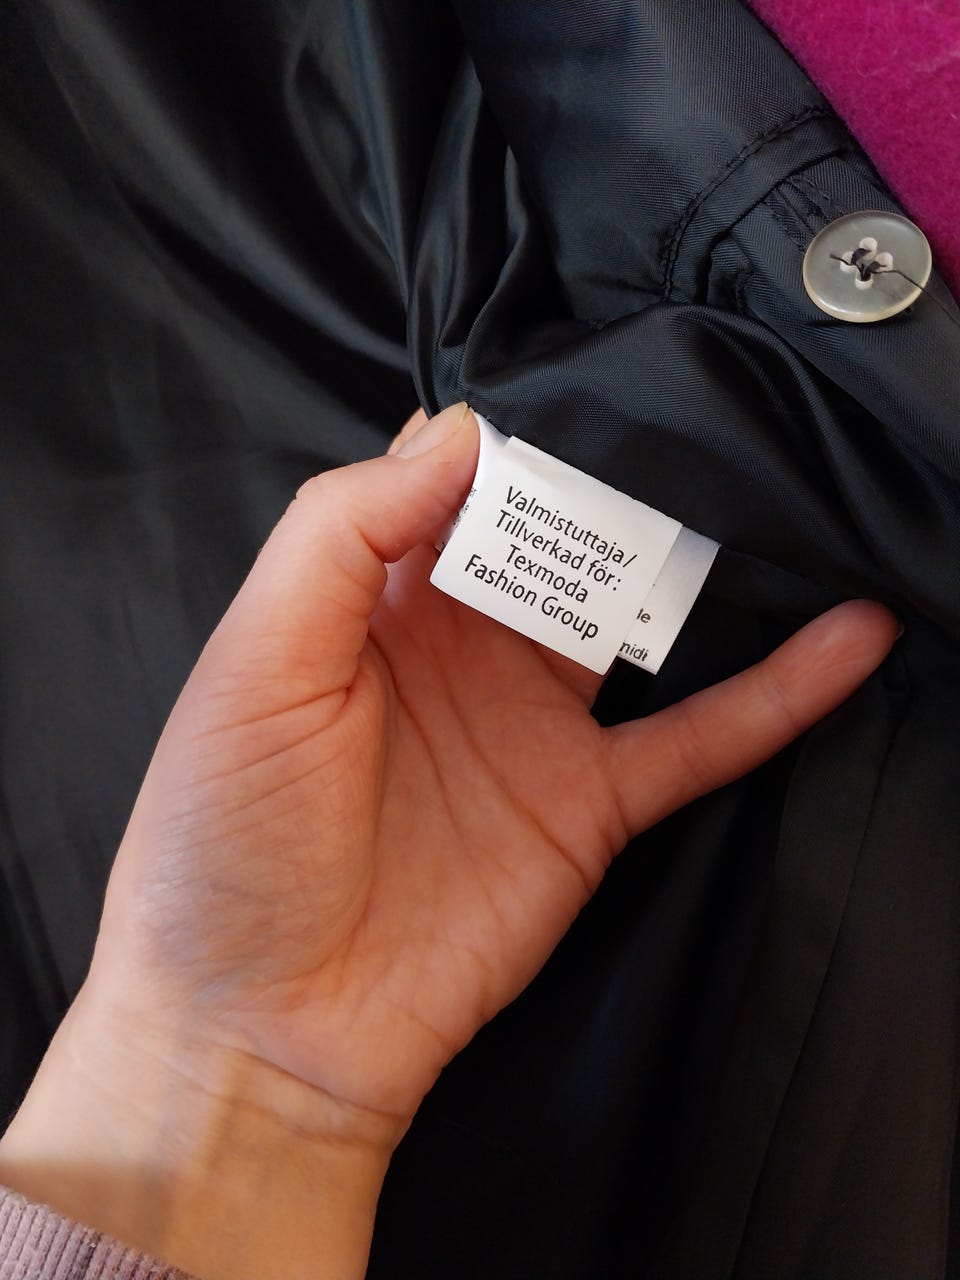 Valmistuttaja/
Tillverkad för:
Texmoda
Fashion Group